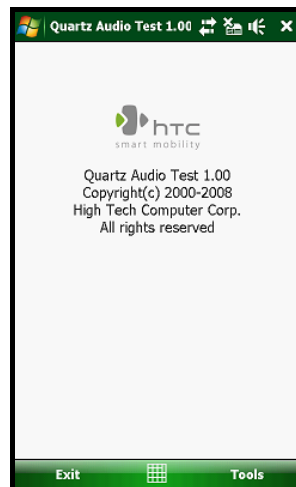 Quartz Audio Test 1.00
hTC
smart mobility
Quartz Audio Test 1.00
Copyright(c) 2000-2008
High Tech Computer Corp.
All rights reserved
Exit Tools